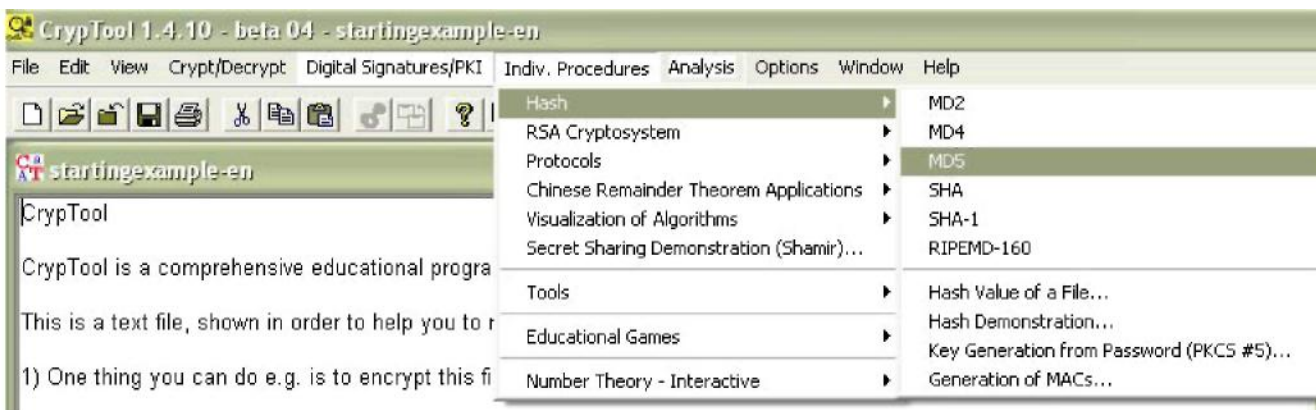 CrypTool 1.4.10 - beta 04 - startingexample-en
File Edit View Crypt/Decrypt Digital Signatures/PKI Indiv. Procedures Analysis Options Window Help
startingexample-en
CrypTool
CrypTool is a comprehensive educational progra
This is a text file, shown in order to help you to
1) One thing you can do e.g. is to encrypt this fi
Hash
RSA Cryptosystem
Protocols
Chinese Remainder Theorem Applications
Visualization of Algorithms
Secret Sharing Demonstration (Shamir)...
Tools
Educational Games
Number Theory - Interactive
MD2
MD4
MD5
SHA
SHA-1
RIPEMD-160
Hash Value of a File...
Hash Demonstration...
Key Generation from Password (PKCS #5)...
Generation of MACs...